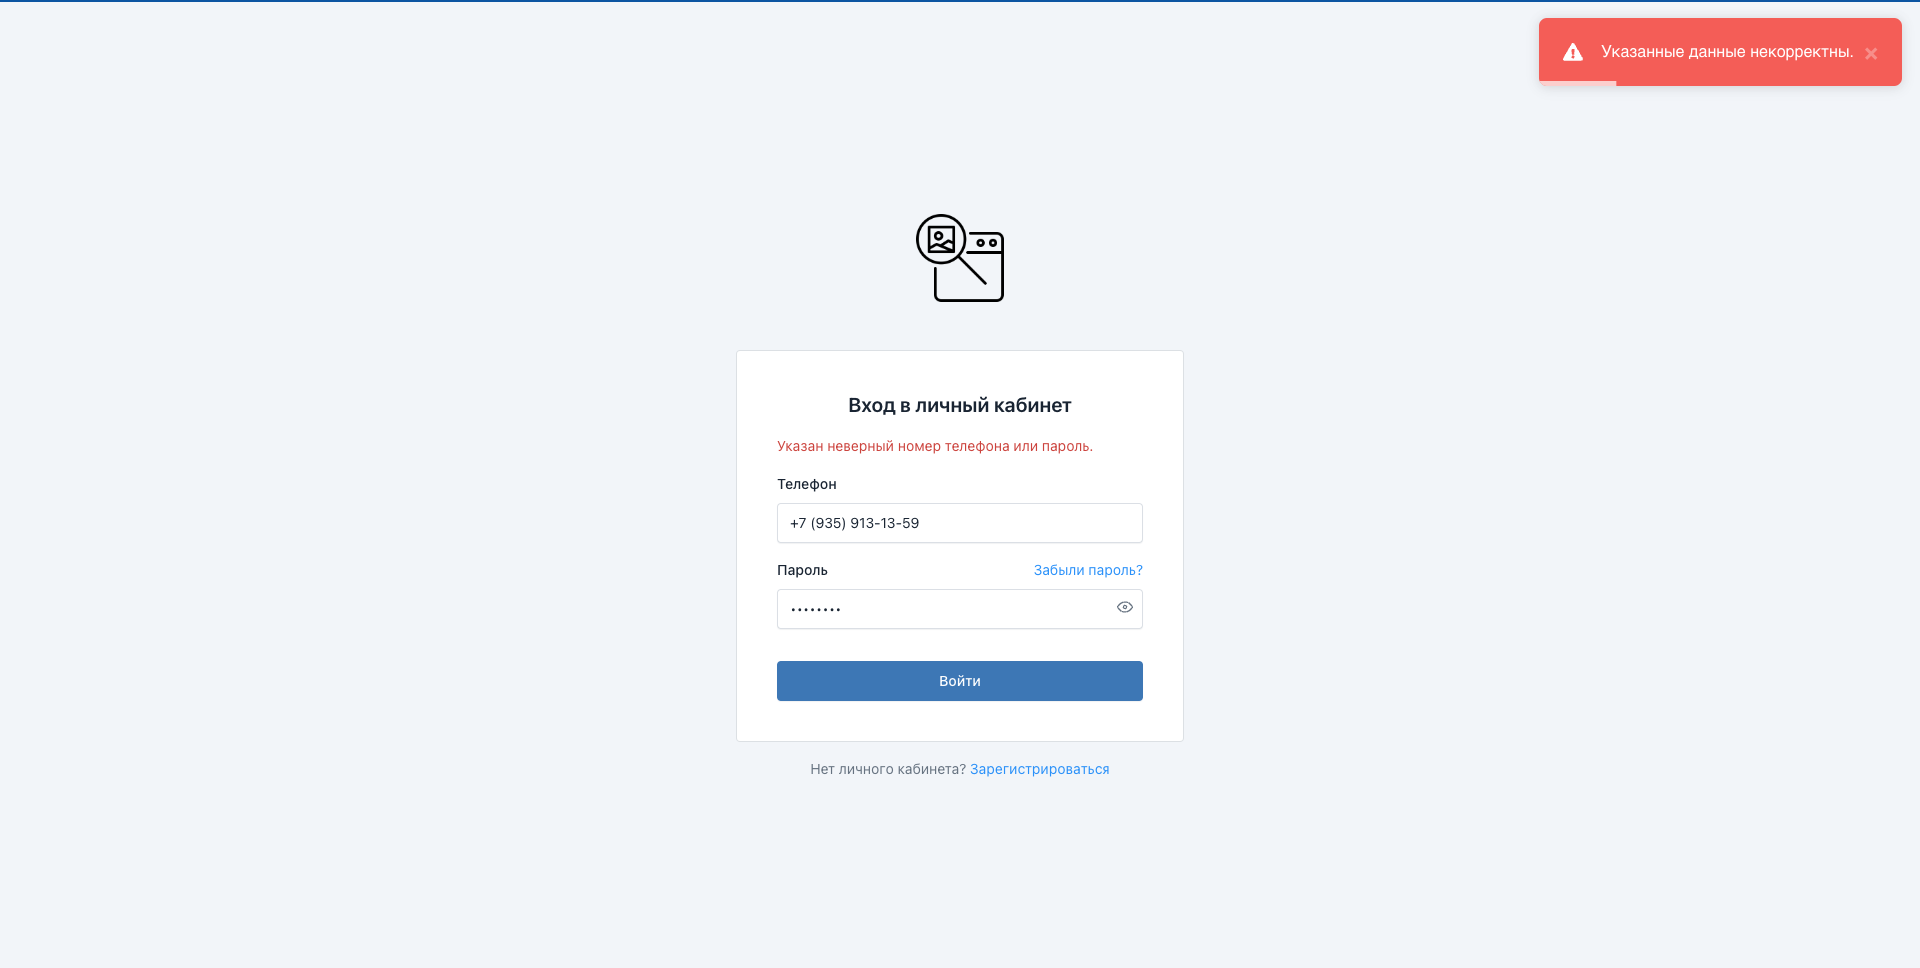 Указанные данные некорректны.
Вход в личный кабинет
Указан неверный номер телефона или пароль.
Телефон
+7 (935) 913-13-59
Пароль
Забыли пароль?
••••••••
Войти
Нет личного кабинета? Зарегистрироваться